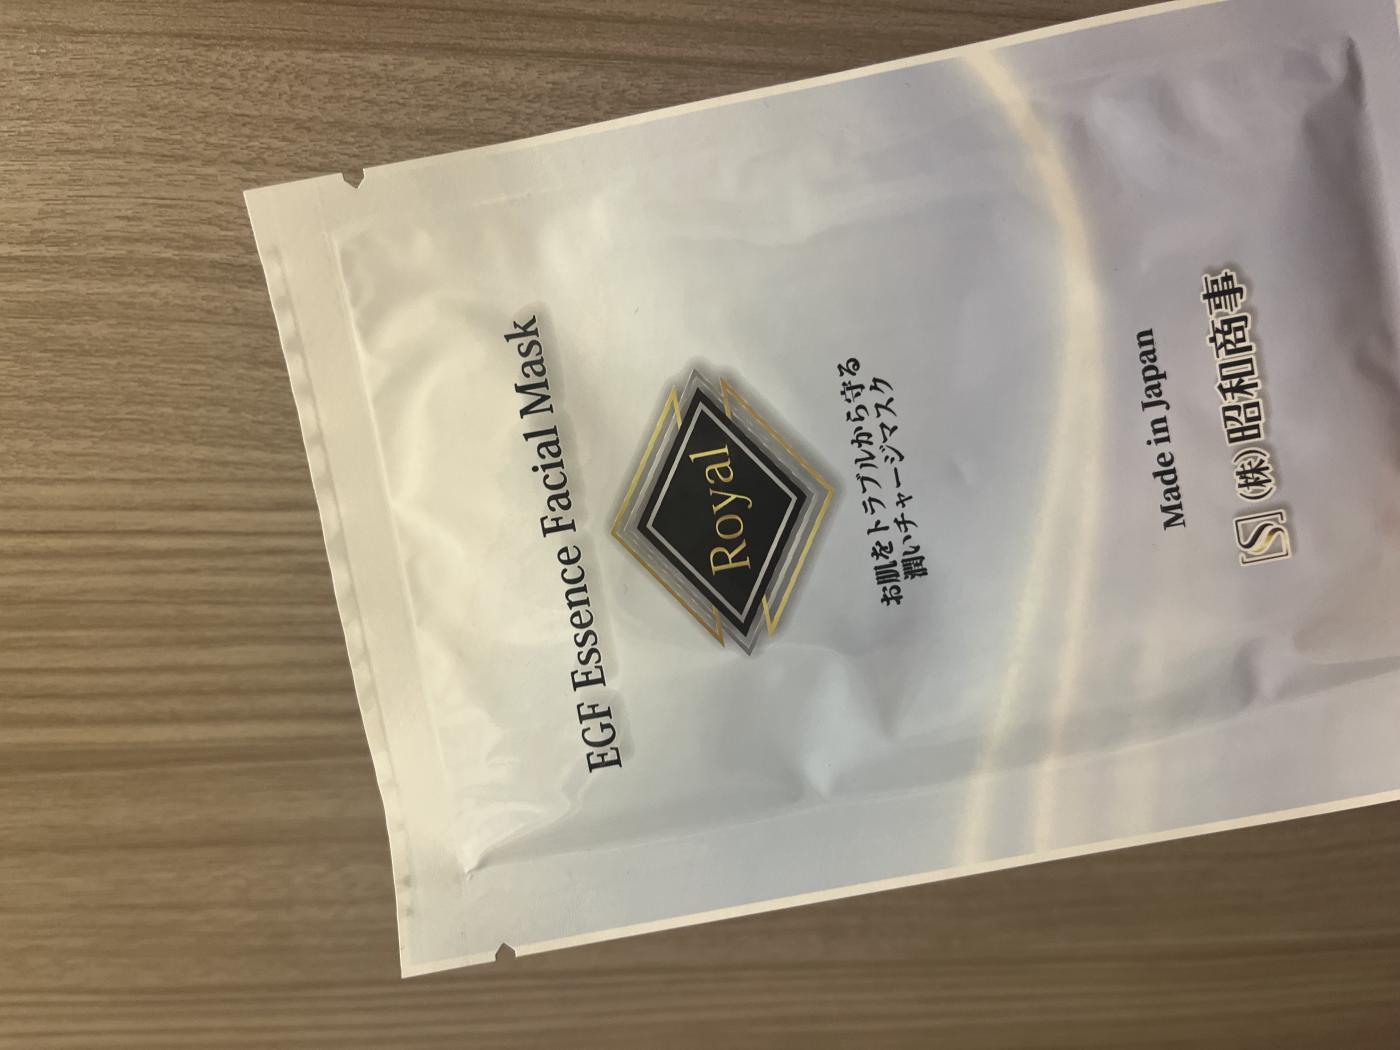 EGF Essence Facial Mask
Royal
お肌をトラブルから守る
潤いチャージマスク
Made in Japan
[S] (株)昭和商事